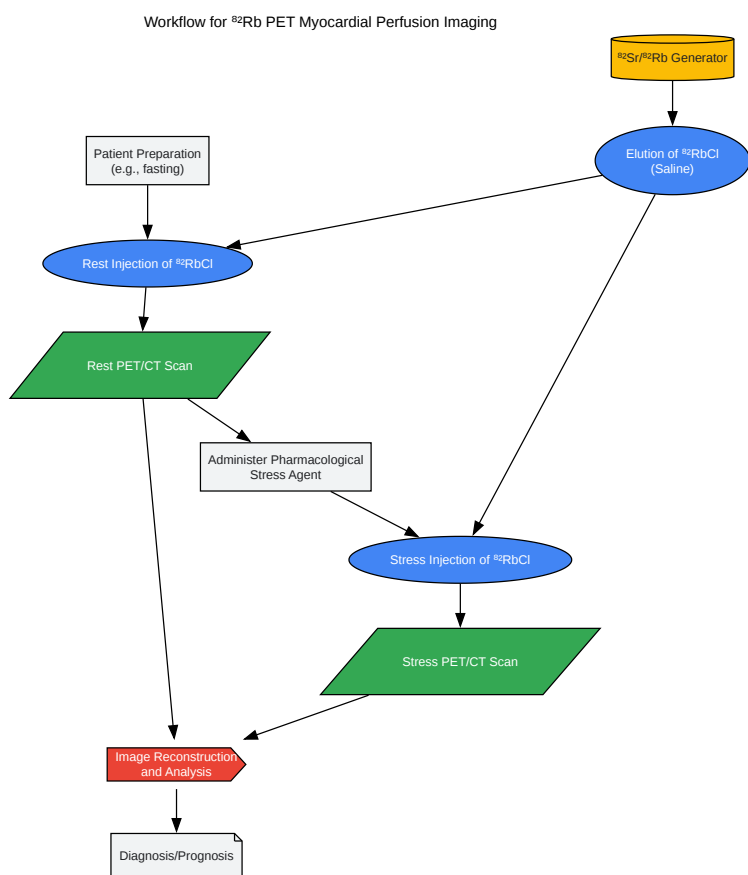 Workflow for ⁸²Rb PET Myocardial Perfusion Imaging
⁸²Sr/⁸²Rb Generator
Elution of ⁸²RbCl
(Saline)
Patient Preparation
(e.g., fasting)
Rest Injection of ⁸²RbCl
Rest PET/CT Scan
Administer Pharmacological
Stress Agent
Stress Injection of ⁸²RbCl
Stress PET/CT Scan
Image Reconstruction
and Analysis
Diagnosis/Prognosis